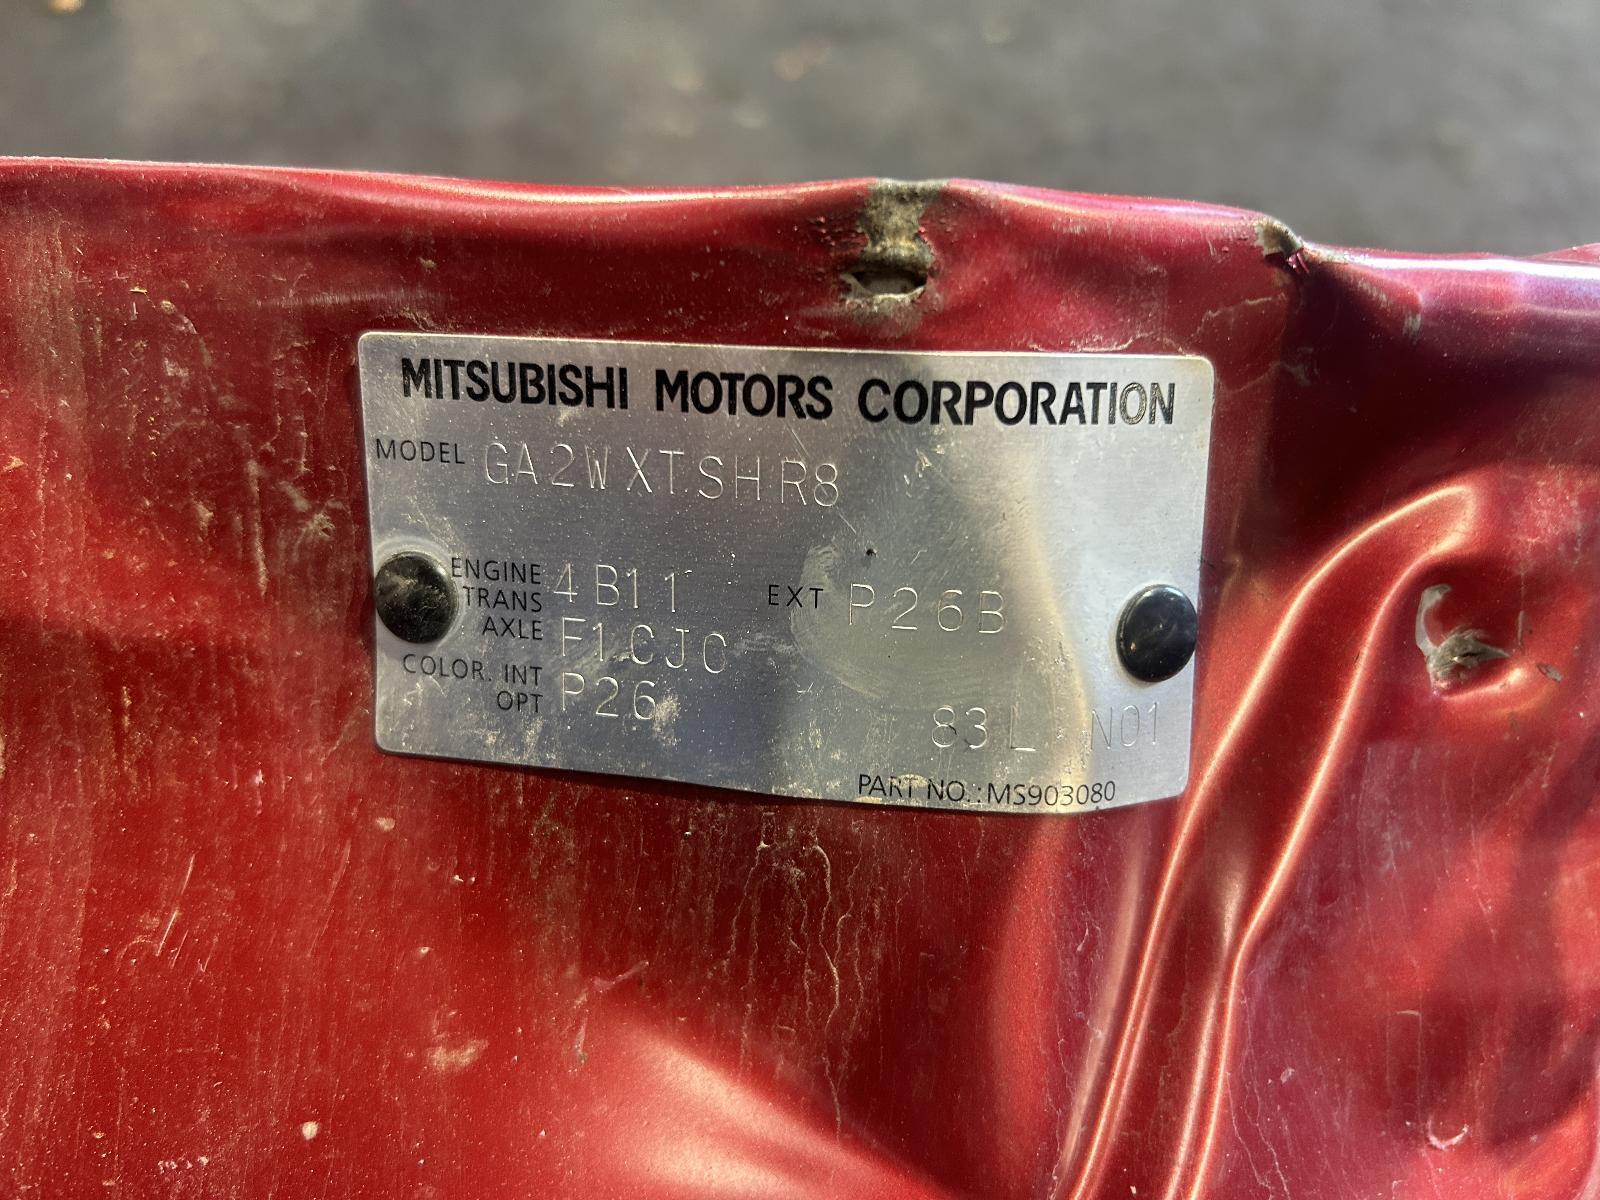 MITSUBISHI MOTORS CORPORATION
MODEL GA2WXTSHR8
ENGINE 4B11 EXT P26B
TRANS
AXLE F1CJC
COLOR. INT
OPT P26
83L N01
PART NO.:MS903080